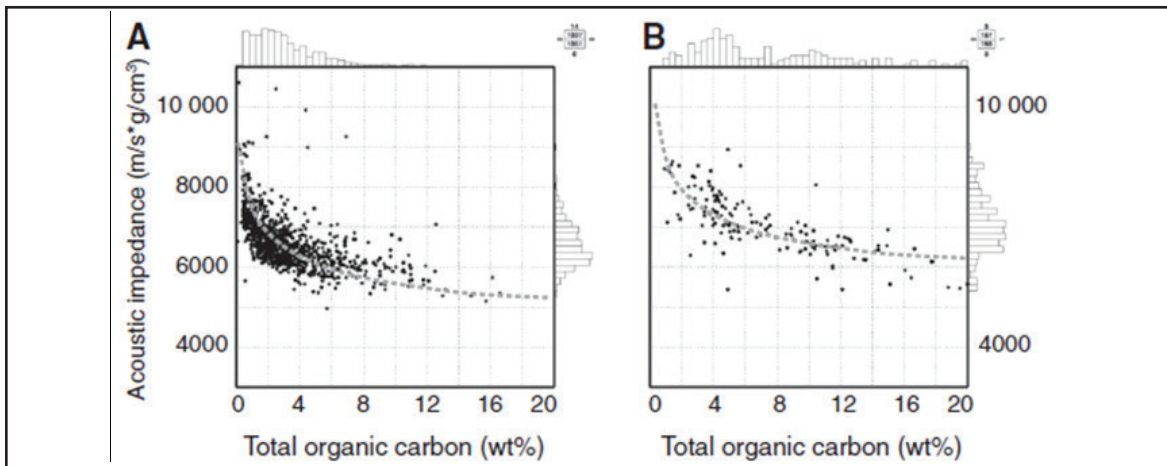 A
B
10 000
8000
6000
4000
Acoustic impedance (m/s*g/cm³)
0 4 8 12 16 20
Total organic carbon (wt%)
10 000
4000
0 4 8 12 16 20
Total organic carbon (wt%)